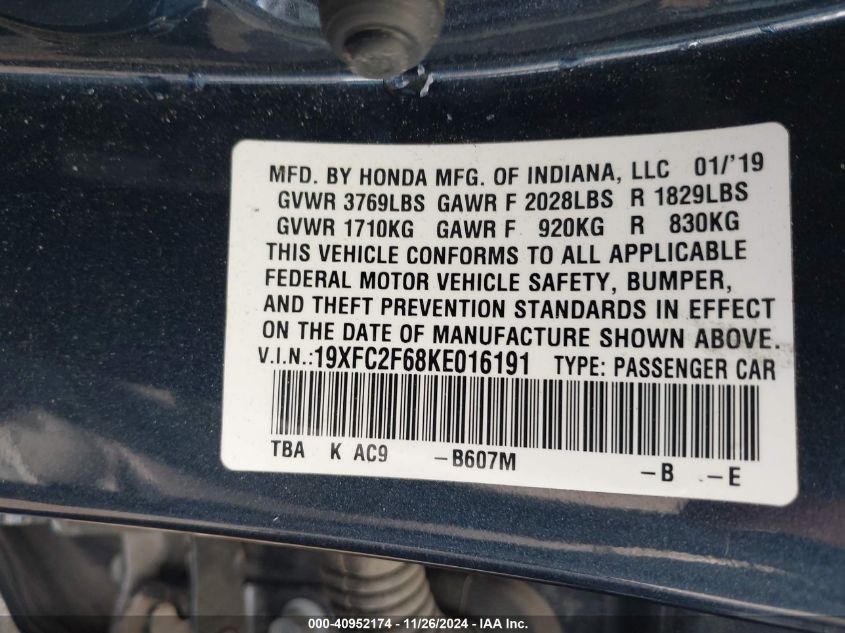 MFD. BY HONDA MFG. OF INDIANA, LLC 01/'19
GVWR 3769LBS GAWR F 2028LBS R 1829LBS
GVWR 1710KG GAWR F 920KG R 830KG
THIS VEHICLE CONFORMS TO ALL APPLICABLE
FEDERAL MOTOR VEHICLE SAFETY, BUMPER,
AND THEFT PREVENTION STANDARDS IN EFFECT
ON THE DATE OF MANUFACTURE SHOWN ABOVE.
V.I.N.:19XFC2F68KE016191 TYPE: PASSENGER CAR
TBA K AC9 -B607M -B -E
000-40952174 - 11/26/2024 - IAA Inc.